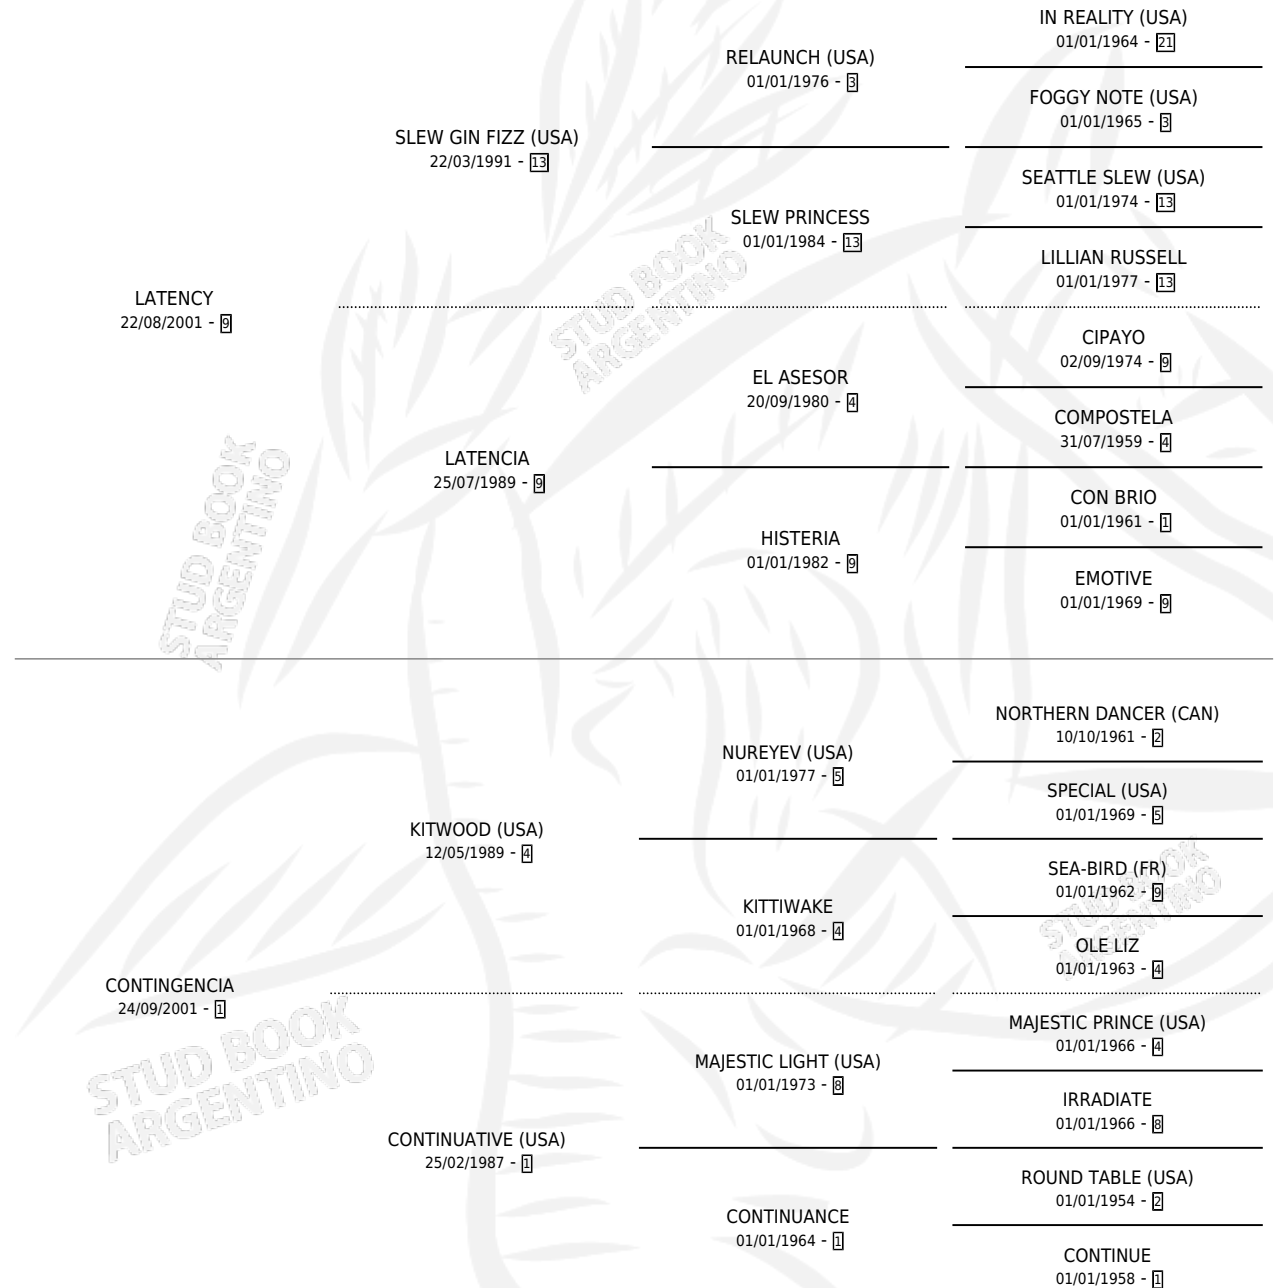 IN REALITY (USA)
01/01/1964 - 21
RELAUNCH (USA)
01/01/1976 - 3
FOGGY NOTE (USA)
01/01/1965 - 3
SLEW GIN FIZZ (USA)
22/03/1991 - 13
SEATTLE SLEW (USA)
01/01/1974 - 13
SLEW PRINCESS
01/01/1984 - 13
LILLIAN RUSSELL
01/01/1977 - 13
LATENCY
22/08/2001 - 9
CIPAYO
02/09/1974 - 9
EL ASESOR
20/09/1980 - 4
COMPOSTELA
31/07/1959 - 4
LATENCIA
25/07/1989 - 9
CON BRIO
01/01/1961 - 1
HISTERIA
01/01/1982 - 9
EMOTIVE
01/01/1969 - 9
NORTHERN DANCER (CAN)
10/10/1961 - 2
NUREYEV (USA)
01/01/1977 - 5
SPECIAL (USA)
01/01/1969 - 5
KITWOOD (USA)
12/05/1989 - 4
SEA-BIRD (FR)
01/01/1962 - 9
KITTIWAKE
01/01/1968 - 4
OLE LIZ
01/01/1963 - 4
CONTINGENCIA
24/09/2001 - 1
MAJESTIC PRINCE (USA)
01/01/1966 - 4
MAJESTIC LIGHT (USA)
01/01/1973 - 8
IRRADIATE
01/01/1966 - 8
CONTINUATIVE (USA)
25/02/1987 - 1
ROUND TABLE (USA)
01/01/1954 - 2
CONTINUANCE
01/01/1964 - 1
CONTINUE
01/01/1958 - 1
STUD BOOK
ARGENTINO
STUD BOOK
ARGENTINO
STUD BOOK
ARGENTINO
STUD BOOK
ARGENTINO